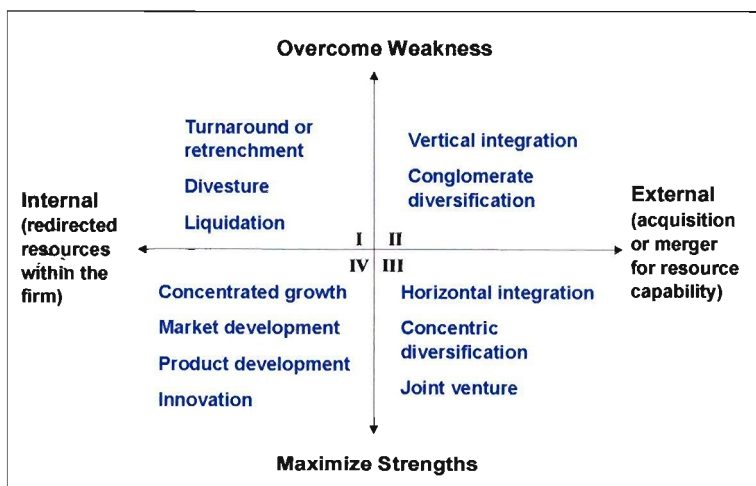 Overcome Weakness
Turnaround or
retrenchment
Divesture
Liquidation
Vertical integration
Conglomerate
diversification
Internal
(redirected
resources
within the
firm)
External
(acquisition
or merger
for resource
capability)
I II
IV III
Concentrated growth
Market development
Product development
Innovation
Horizontal integration
Concentric
diversification
Joint venture
Maximize Strengths